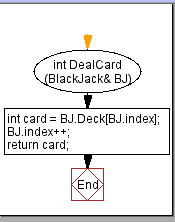 int DealCard
(BlackJack& BJ)
int card = BJ.Deck[BJ.index];
BJ.index++;
return card;
End